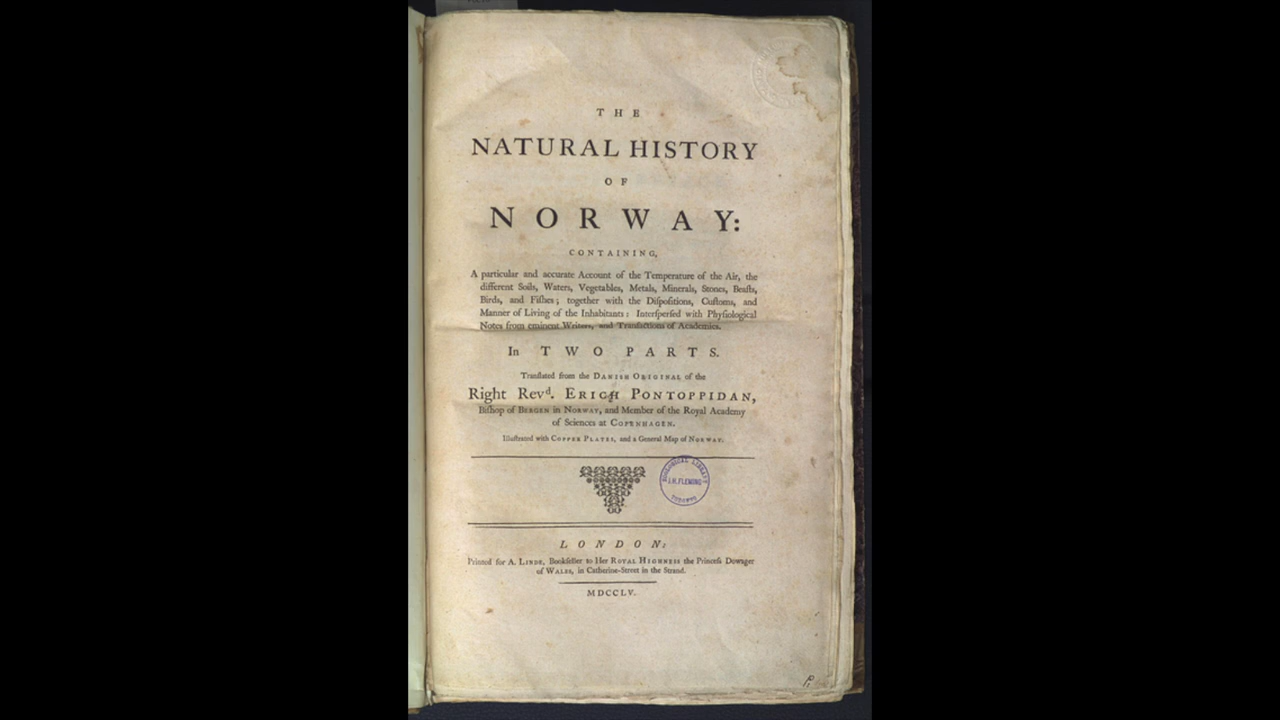 THE
NATURAL HISTORY
OF
NORWAY:
CONTAINING,
A particular and accurate Account of the Temperature of the Air, the
different Soils, Waters, Vegetables, Metals, Minerals, Stones, Beaſts,
Birds, and Fiſhes; together with the Diſpoſitions, Cuſtoms, and
Manner of Living of the Inhabitants: Interſperſed with Phyſiological
Notes from eminent Writers, and Tranſactions of Academies.
In TWO PARTS.
Tranſlated from the DANISH ORIGINAL of the
Right Revd. ERICH PONTOPPIDAN,
Biſhop of BERGEN in NORWAY, and Member of the Royal Academy
of Sciences at COPENHAGEN.
Illuſtrated with COPPER PLATES, and a General Map of NORWAY.
BIOLOGICAL LIBRARY
J.H. FLEMING
TORONTO
LONDON:
Printed for A. LINDE, Bookſeller to Her ROYAL HIGHNESS the Princeſs Dowager
of WALES, in Catherine-Street in the Strand.
MDCCLV.